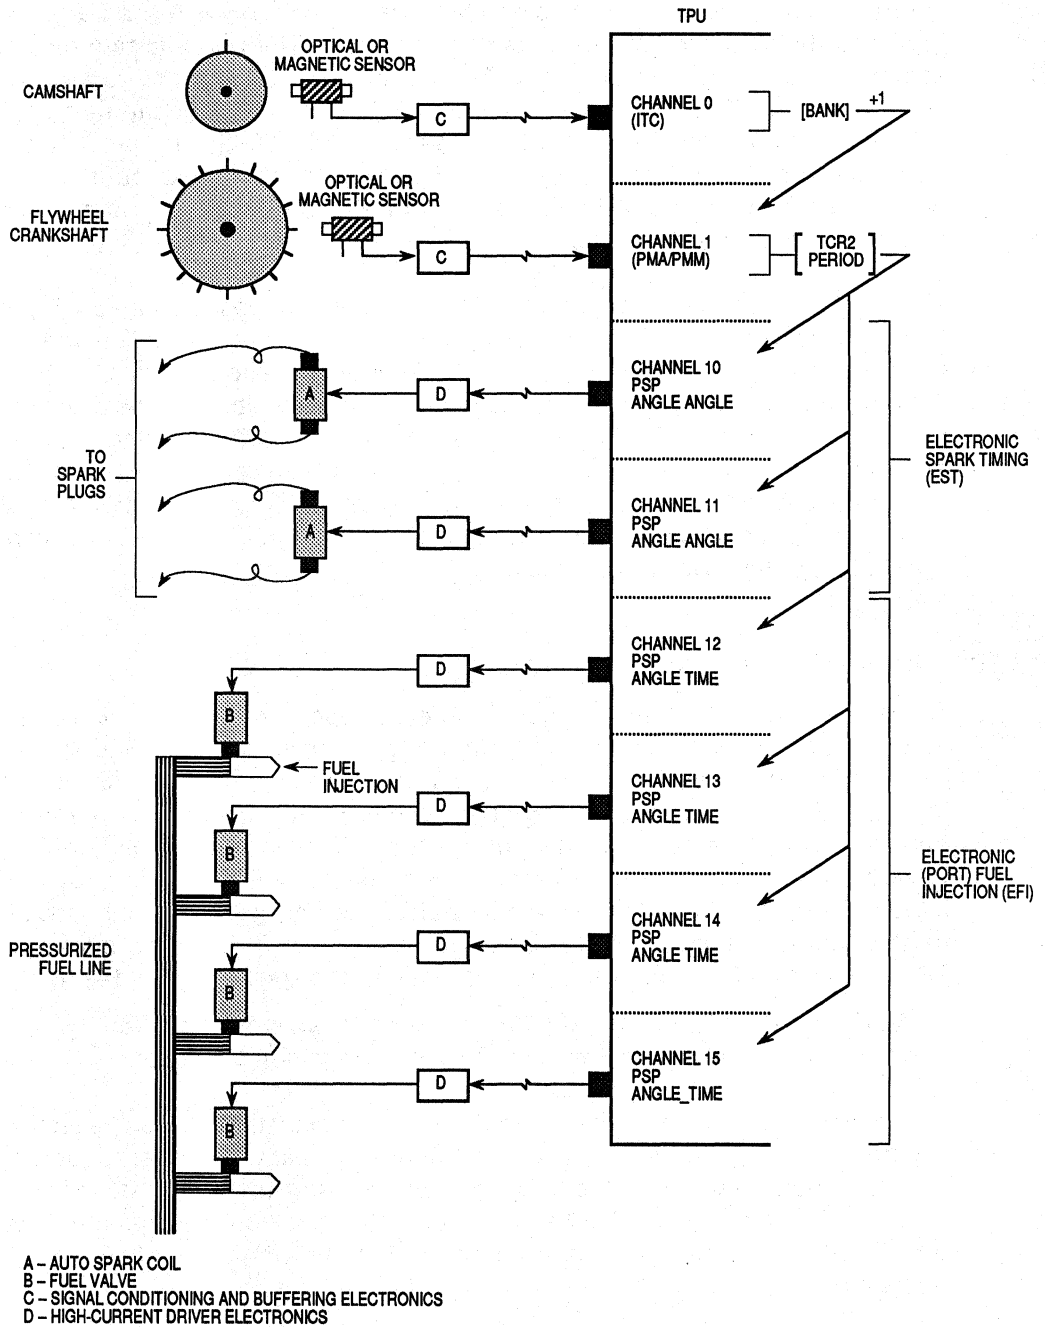 TPU
CAMSHAFT
OPTICAL OR
MAGNETIC SENSOR
C
CHANNEL 0
(ITC)
[BANK]
+1
FLYWHEEL
CRANKSHAFT
OPTICAL OR
MAGNETIC SENSOR
C
CHANNEL 1
(PMA/PMM)
TCR2
PERIOD
TO
SPARK
PLUGS
A
D
CHANNEL 10
PSP
ANGLE ANGLE
A
D
CHANNEL 11
PSP
ANGLE ANGLE
ELECTRONIC
SPARK TIMING
(EST)
B
D
CHANNEL 12
PSP
ANGLE TIME
FUEL
INJECTION
B
D
CHANNEL 13
PSP
ANGLE TIME
B
D
CHANNEL 14
PSP
ANGLE TIME
B
D
CHANNEL 15
PSP
ANGLE_TIME
ELECTRONIC
(PORT) FUEL
INJECTION (EFI)
PRESSURIZED
FUEL LINE
A – AUTO SPARK COIL
B – FUEL VALVE
C – SIGNAL CONDITIONING AND BUFFERING ELECTRONICS
D – HIGH-CURRENT DRIVER ELECTRONICS